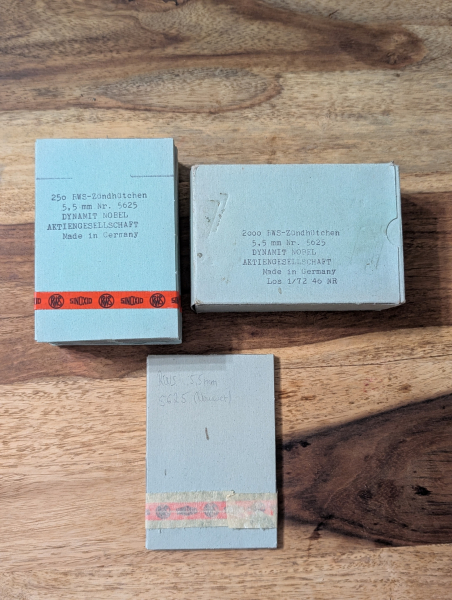 250 RWS-Zündhütchen
5,5 mm Nr. 5625
DYNAMIT NOBEL
AKTIENGESELLSCHAFT
Made in Germany
RWS SINOXID RWS SINOXID RWS
2000 RWS-Zündhütchen
5,5 mm Nr. 5625
DYNAMIT NOBEL
AKTIENGESELLSCHAFT
Made in Germany
Los 1/72 46 NR
RWS 5,5 mm
5625